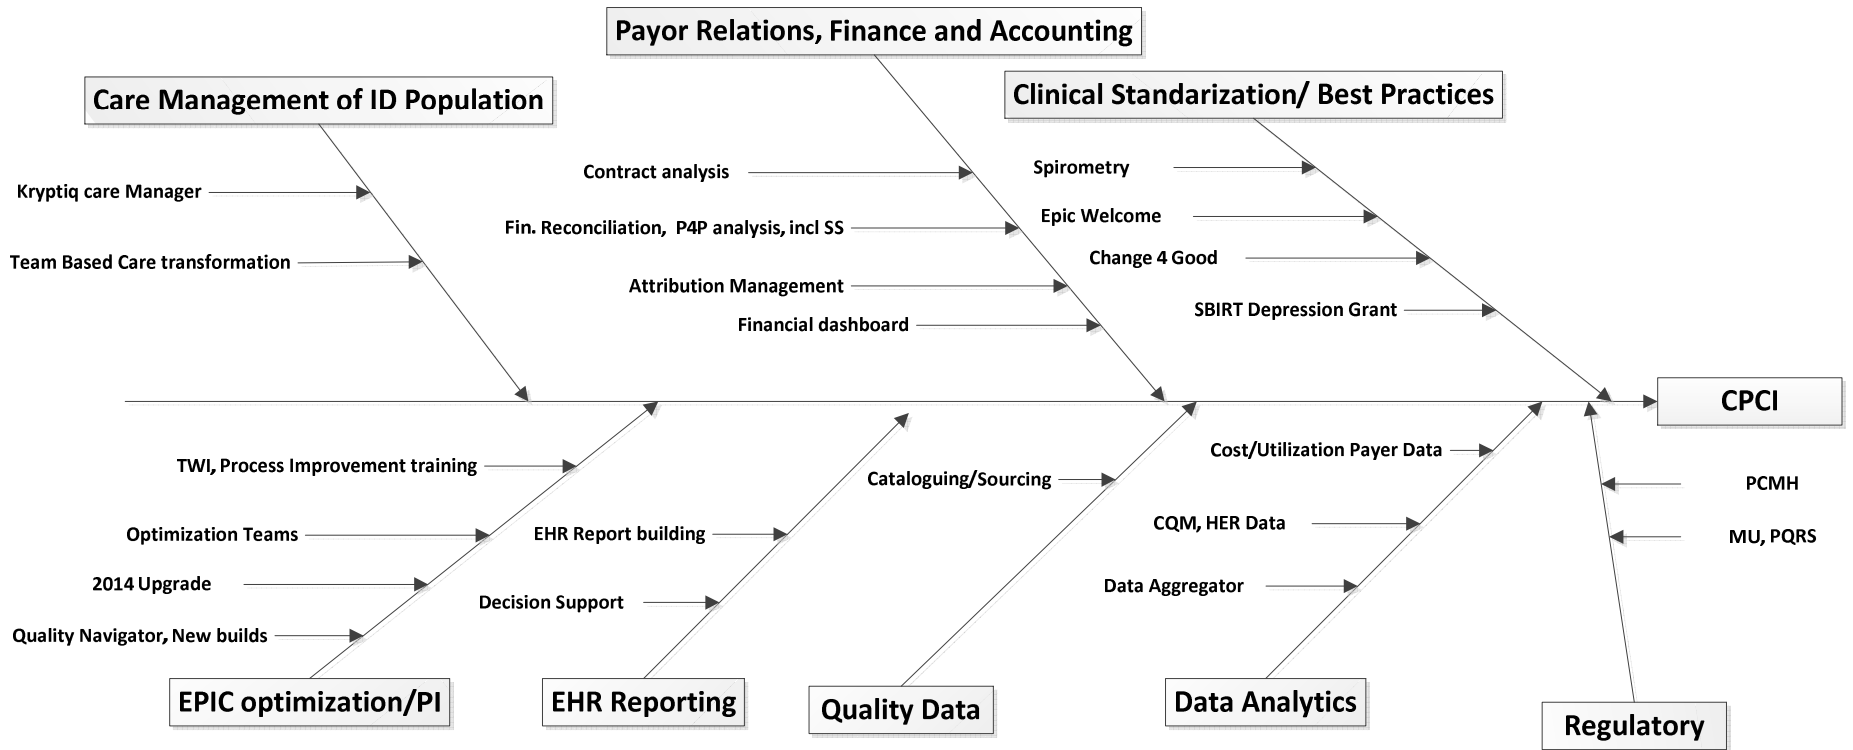 Payor Relations, Finance and Accounting
Care Management of ID Population
Clinical Standarization/ Best Practices
Kryptiq care Manager
Team Based Care transformation
Contract analysis
Fin. Reconciliation, P4P analysis, incl SS
Attribution Management
Financial dashboard
Spirometry
Epic Welcome
Change 4 Good
SBIRT Depression Grant
CPCI
TWI, Process Improvement training
Optimization Teams
2014 Upgrade
Quality Navigator, New builds
EHR Report building
Decision Support
Cataloguing/Sourcing
Cost/Utilization Payer Data
CQM, HER Data
Data Aggregator
PCMH
MU, PQRS
EPIC optimization/PI
EHR Reporting
Quality Data
Data Analytics
Regulatory